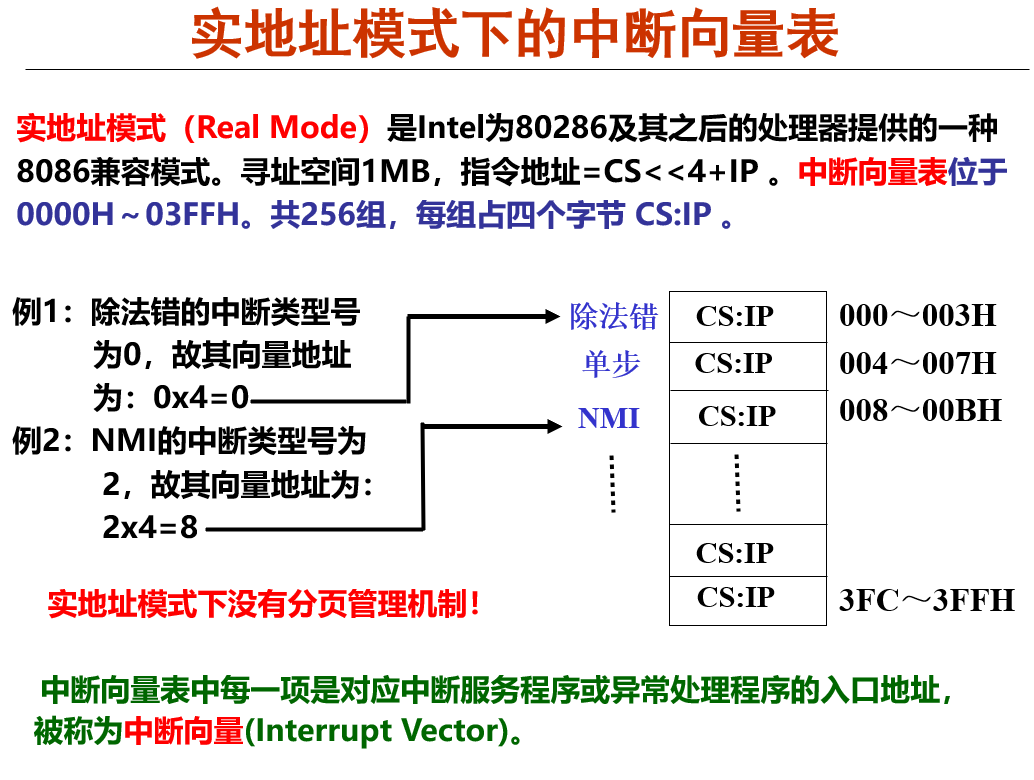 实地址模式下的中断向量表
实地址模式（Real Mode）是Intel为80286及其之后的处理器提供的一种
8086兼容模式。寻址空间1MB，指令地址=CS<<4+IP 。中断向量表位于
0000H～03FFH。共256组，每组占四个字节 CS:IP 。
例1：除法错的中断类型号
为0，故其向量地址
为：0x4=0
例2：NMI的中断类型号为
2，故其向量地址为：
2x4=8
除法错 CS:IP 000～003H
单步 CS:IP 004～007H
NMI CS:IP 008～00BH
CS:IP
CS:IP 3FC～3FFH
实地址模式下没有分页管理机制！
中断向量表中每一项是对应中断服务程序或异常处理程序的入口地址，
被称为中断向量(Interrupt Vector)。